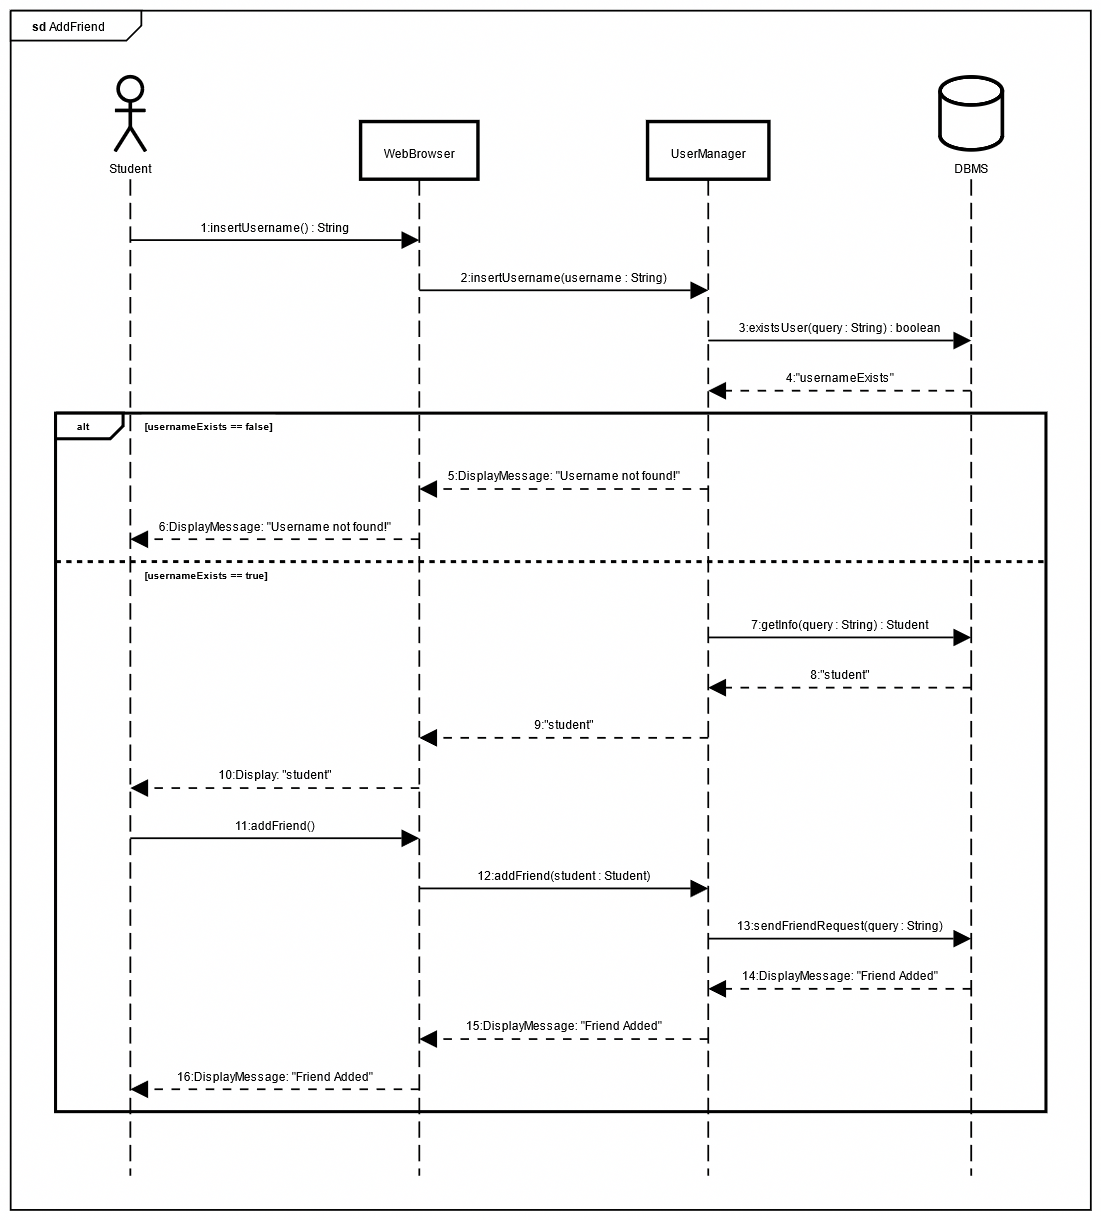 sd AddFriend
Student
WebBrowser
UserManager
DBMS
1:insertUsername() : String
2:insertUsername(username : String)
3:existsUser(query : String) : boolean
4:"usernameExists"
alt
[usernameExists == false]
5:DisplayMessage: "Username not found!"
6:DisplayMessage: "Username not found!"
[usernameExists == true]
7:getInfo(query : String) : Student
8:"student"
9:"student"
10:Display: "student"
11:addFriend()
12:addFriend(student : Student)
13:sendFriendRequest(query : String)
14:DisplayMessage: "Friend Added"
15:DisplayMessage: "Friend Added"
16:DisplayMessage: "Friend Added"